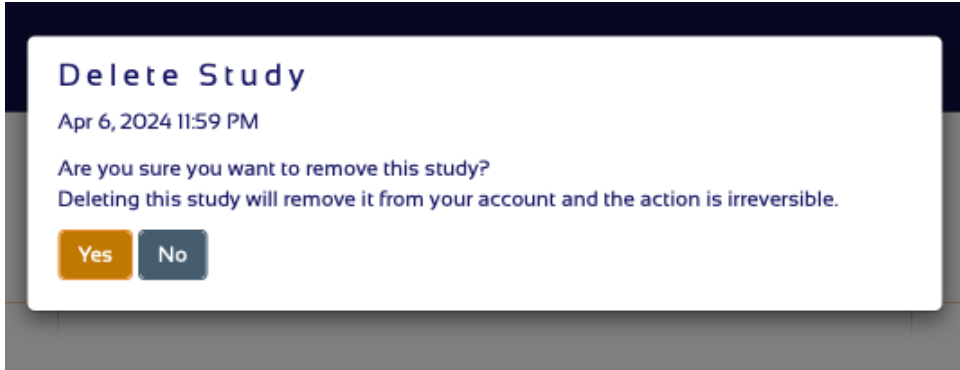 Delete Study
Apr 6, 2024 11:59 PM
Are you sure you want to remove this study?
Deleting this study will remove it from your account and the action is irreversible.
Yes No